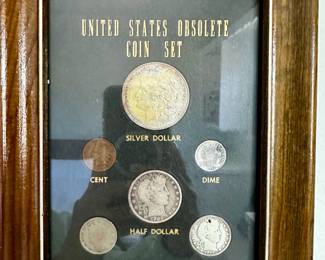 UNITED STATES OBSOLETE
COIN SET
SILVER DOLLAR
CENT
DIME
HALF DOLLAR